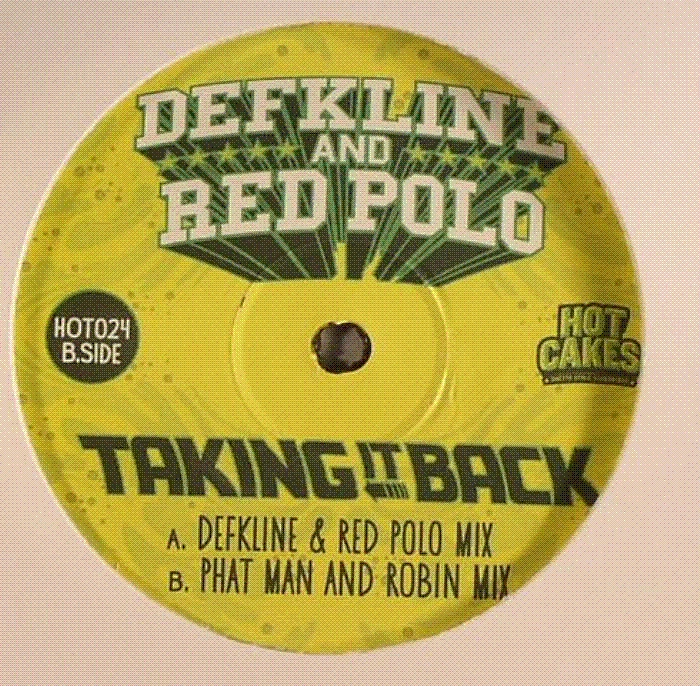 DEFKLINE
AND
RED POLO
HOT024
B.SIDE
HOT
CAKES
TAKING IT BACK
A. DEFKLINE & RED POLO MIX
B. PHAT MAN AND ROBIN MIX